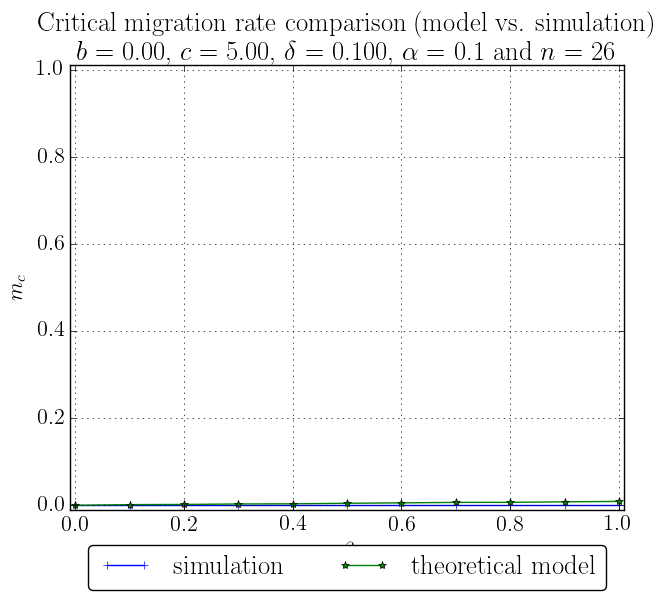 Critical migration rate comparison (model vs. simulation)
b = 0.00, c = 5.00, δ = 0.100, α = 0.1 and n = 26
1.0
0.8
0.6
0.4
0.2
0.0
m_c
0.0 0.2 0.4 0.6 0.8 1.0
simulation theoretical model